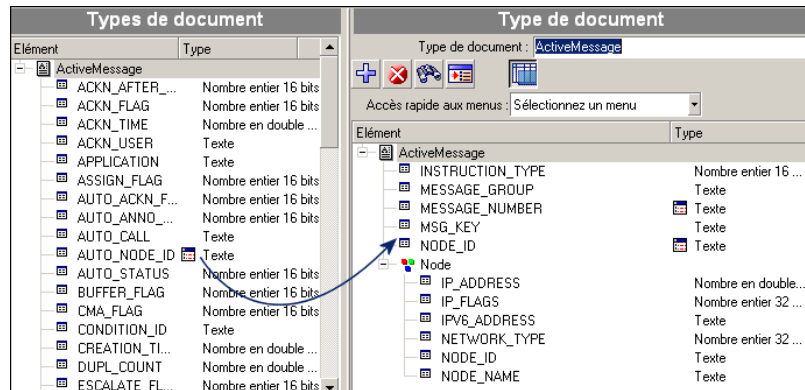 Types de document
Elément Type
ActiveMessage
ACKN_AFTER_... Nombre entier 16 bits
ACKN_FLAG Nombre entier 16 bits
ACKN_TIME Nombre en double ...
ACKN_USER Texte
APPLICATION Texte
ASSIGN_FLAG Nombre entier 16 bits
AUTO_ACKN_F... Nombre entier 16 bits
AUTO_ANNO_... Nombre entier 16 bits
AUTO_CALL Texte
AUTO_NODE_ID Texte
AUTO_STATUS Nombre entier 16 bits
BUFFER_FLAG Nombre entier 16 bits
CMA_FLAG Nombre entier 16 bits
CONDITION_ID Texte
CREATION_TI... Nombre en double ...
DUPL_COUNT Nombre en double ...
ESCALATE_FL... Nombre entier 16 bits
Type de document
Type de document : ActiveMessage
Accès rapide aux menus : Sélectionnez un menu
Elément Type
ActiveMessage
INSTRUCTION_TYPE Nombre entier 16 ...
MESSAGE_GROUP Texte
MESSAGE_NUMBER Texte
MSG_KEY Texte
NODE_ID Texte
Node
IP_ADDRESS Nombre en double...
IP_FLAGS Nombre entier 32 ...
IPV6_ADDRESS Texte
NETWORK_TYPE Nombre entier 32 ...
NODE_ID Texte
NODE_NAME Texte